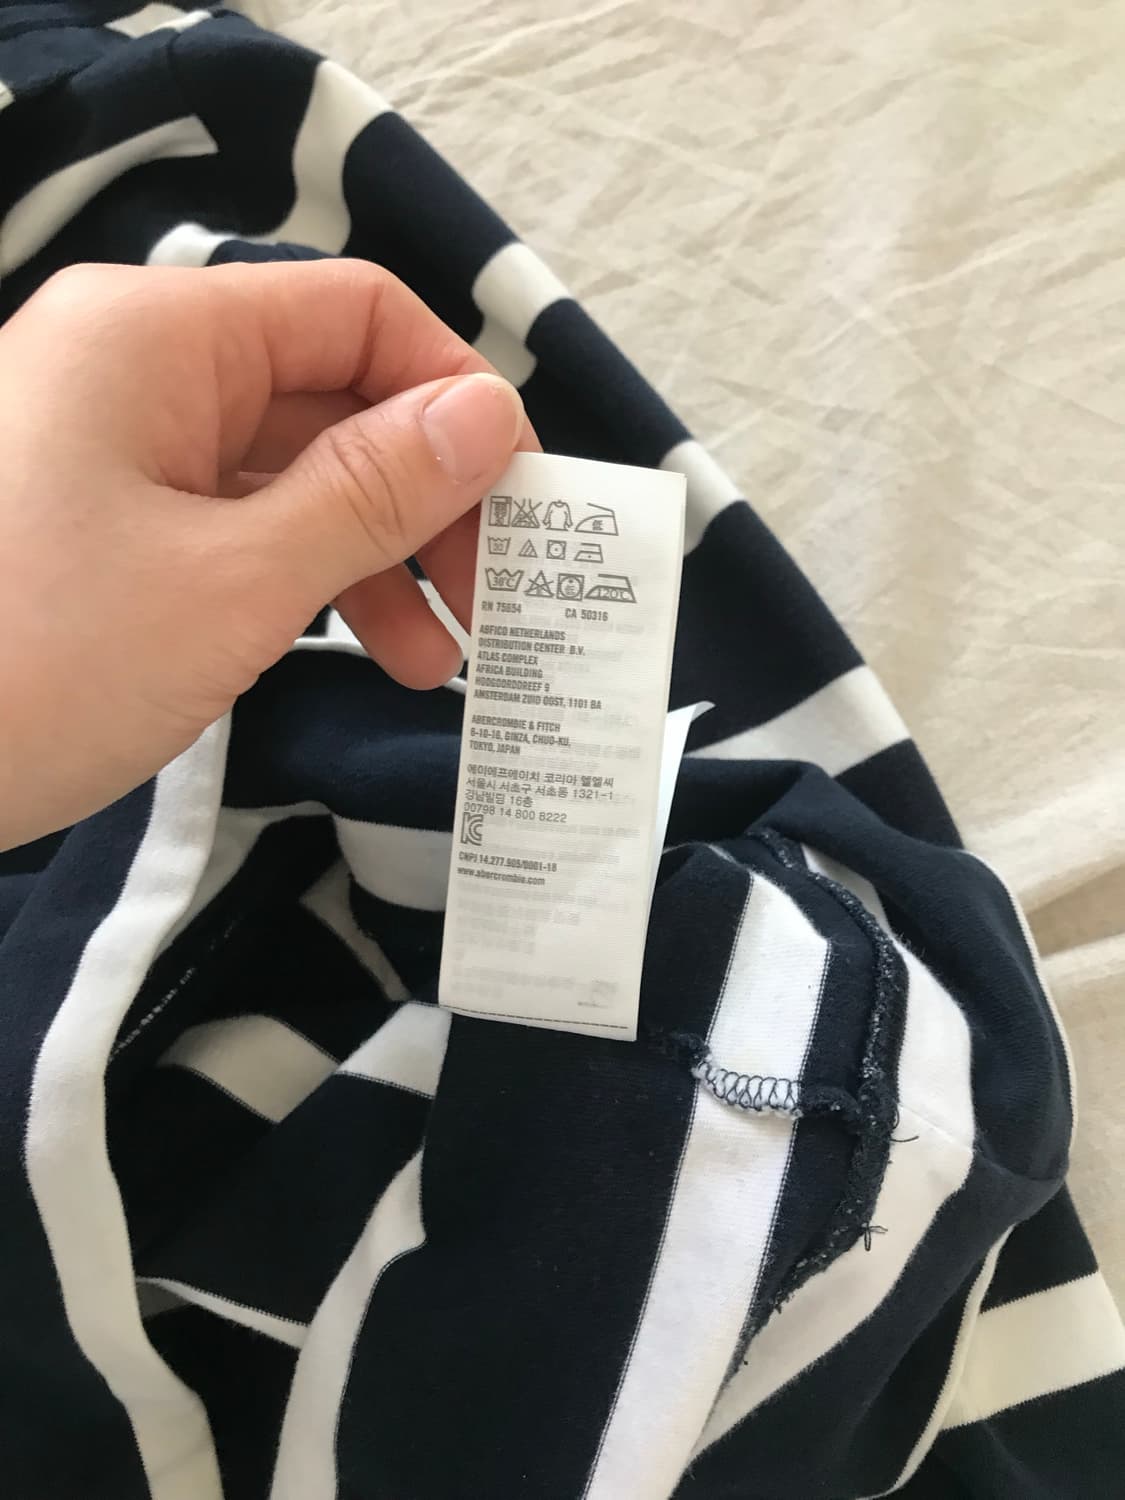 低
30
30°C
120°C
RN 75654 CA 50316
ABFICO NETHERLANDS
DISTRIBUTION CENTER B.V.
ATLAS COMPLEX
AFRICA BUILDING
HOOGOORDDREEF 9
AMSTERDAM ZUID OOST, 1101 BA
ABERCROMBIE & FITCH
6-10-16, GINZA, CHUO-KU,
TOKYO, JAPAN
에이에프에이치 코리아 엘엘씨
서울시 서초구 서초동 1321-1
강남빌딩 16층
00798 14 800 8222
KC
CNPJ 14.277.905/0001-18
www.abercrombie.com